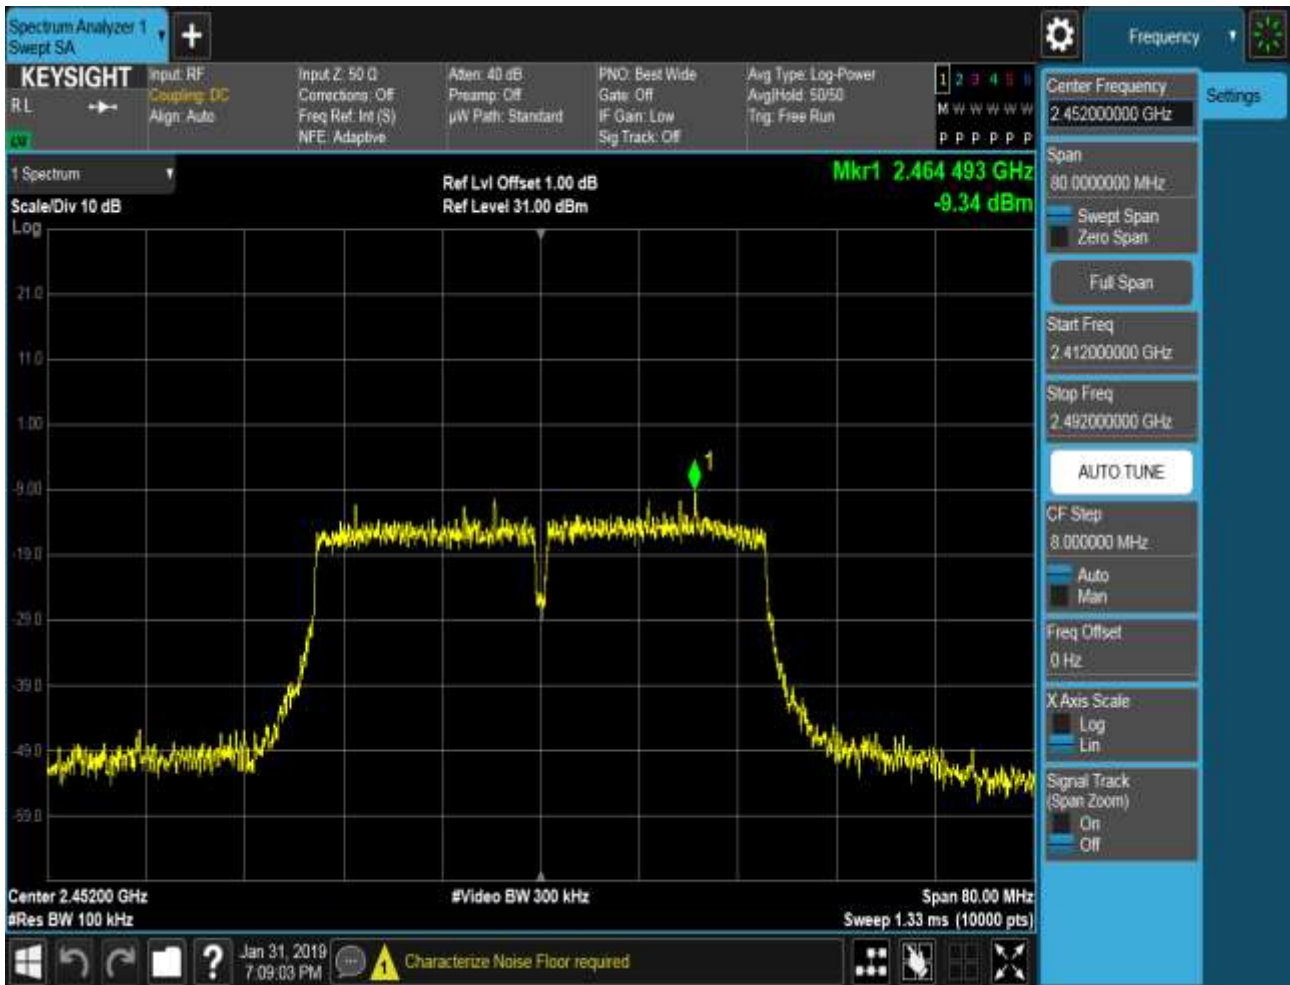 Spectrum Analyzer 1
Swept SA
Frequency
KEYSIGHT
RL
Input: RF
Coupling: DC
Align: Auto
Input Z: 50 Ω
Corrections: Off
Freq Ref: Int (S)
NFE: Adaptive
Atten: 40 dB
Preamp: Off
µW Path: Standard
PNO: Best Wide
Gate: Off
IF Gain: Low
Sig Track: Off
Avg Type: Log-Power
Avg|Hold: 50/50
Trig: Free Run
1 2 3 4 5 6
M W W W W W
P P P P P P
1 Spectrum
Scale/Div 10 dB
Log
Ref Lvl Offset 1.00 dB
Ref Level 31.00 dBm
Mkr1 2.464 493 GHz
-9.34 dBm
21.0
11.0
1.00
-9.00
-19.0
-29.0
-39.0
-49.0
-59.0
1
Center 2.45200 GHz
#Res BW 100 kHz
#Video BW 300 kHz
Span 80.00 MHz
Sweep 1.33 ms (10000 pts)
Center Frequency
2.452000000 GHz
Settings
Span
80.0000000 MHz
Swept Span
Zero Span
Full Span
Start Freq
2.412000000 GHz
Stop Freq
2.492000000 GHz
AUTO TUNE
CF Step
8.000000 MHz
Auto
Man
Freq Offset
0 Hz
X Axis Scale
Log
Lin
Signal Track
(Span Zoom)
On
Off
?
Jan 31, 2019
7:09:03 PM
1
Characterize Noise Floor required